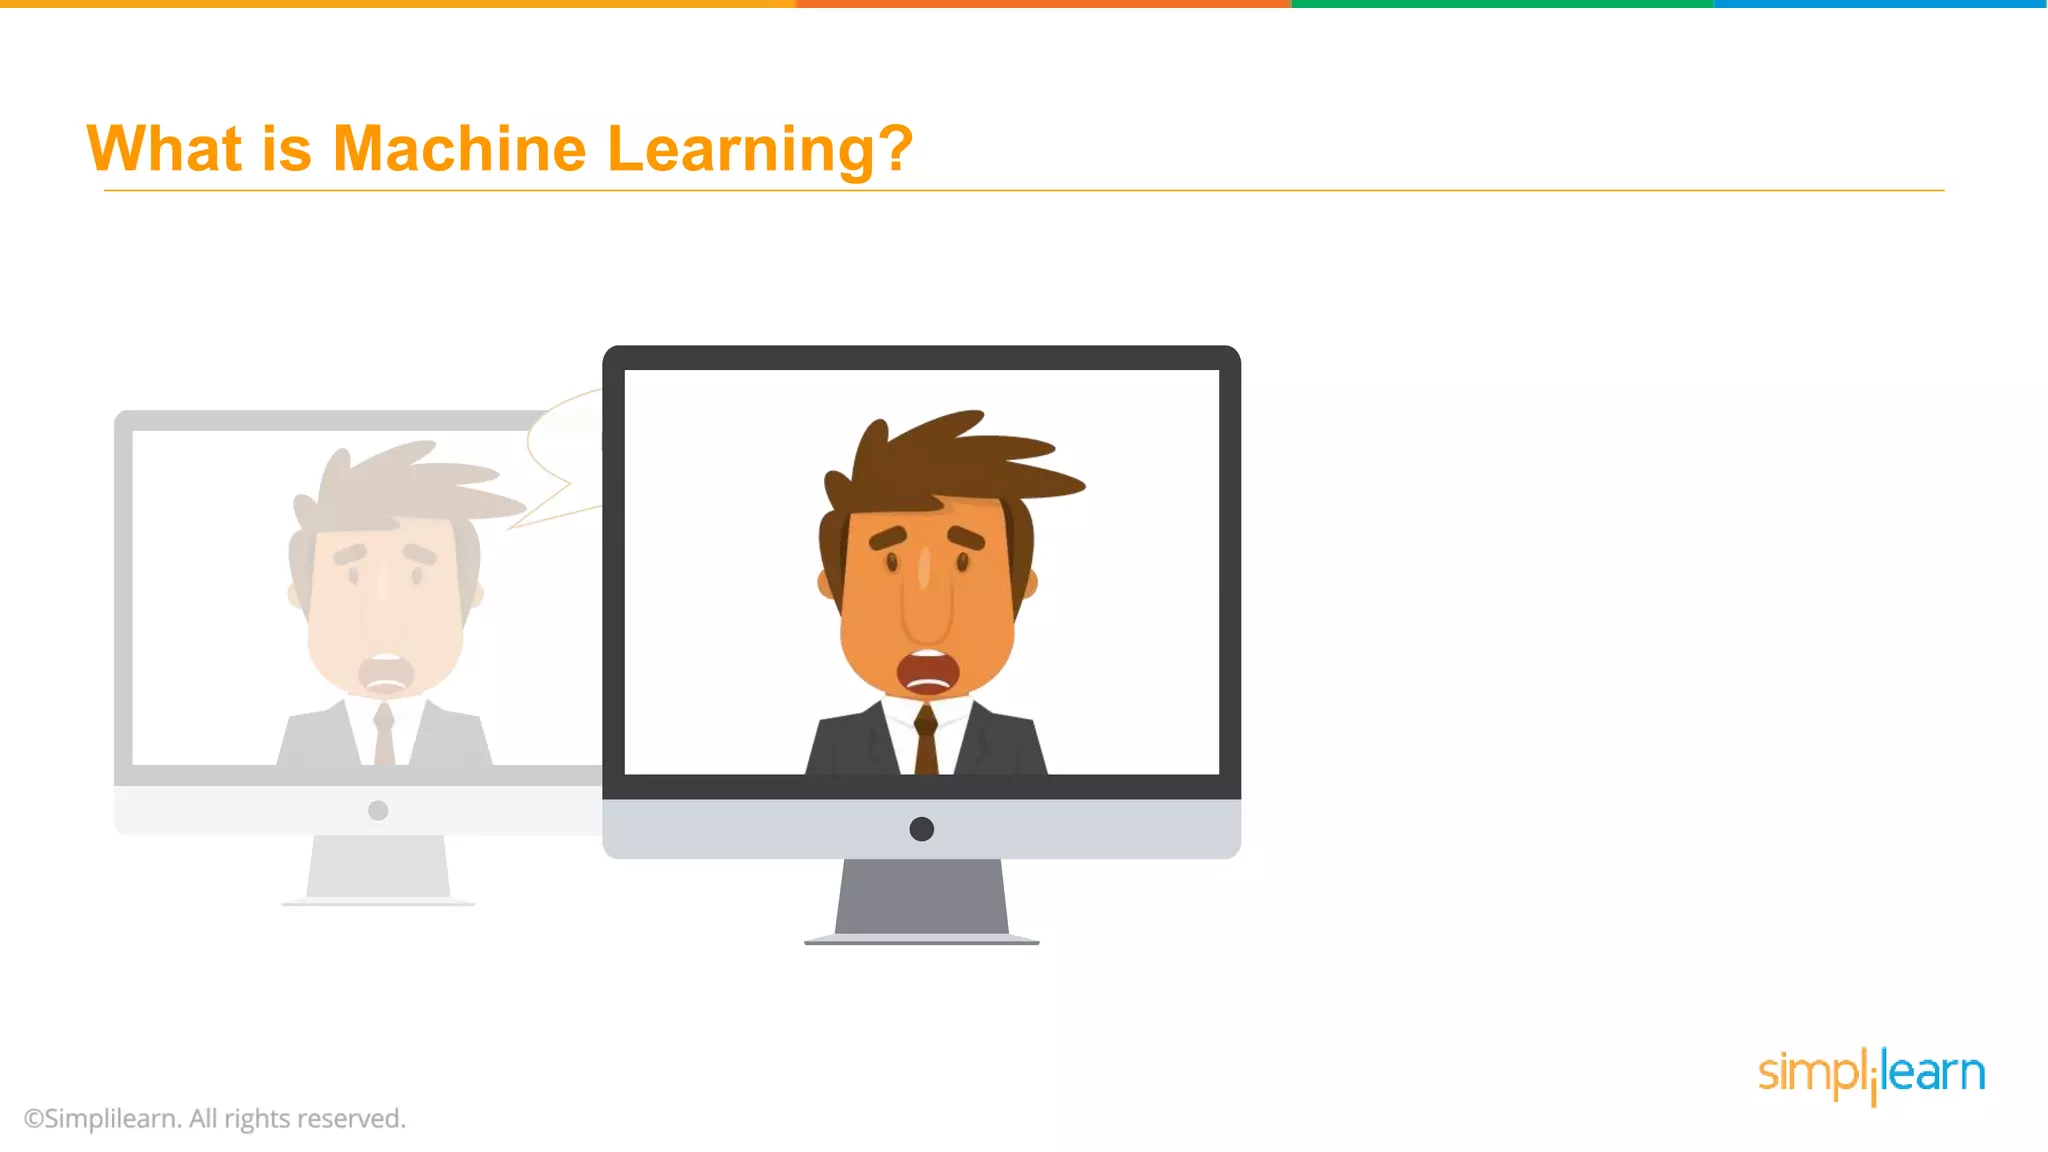 What is Machine Learning?
simplilearn
©Simplilearn. All rights reserved.